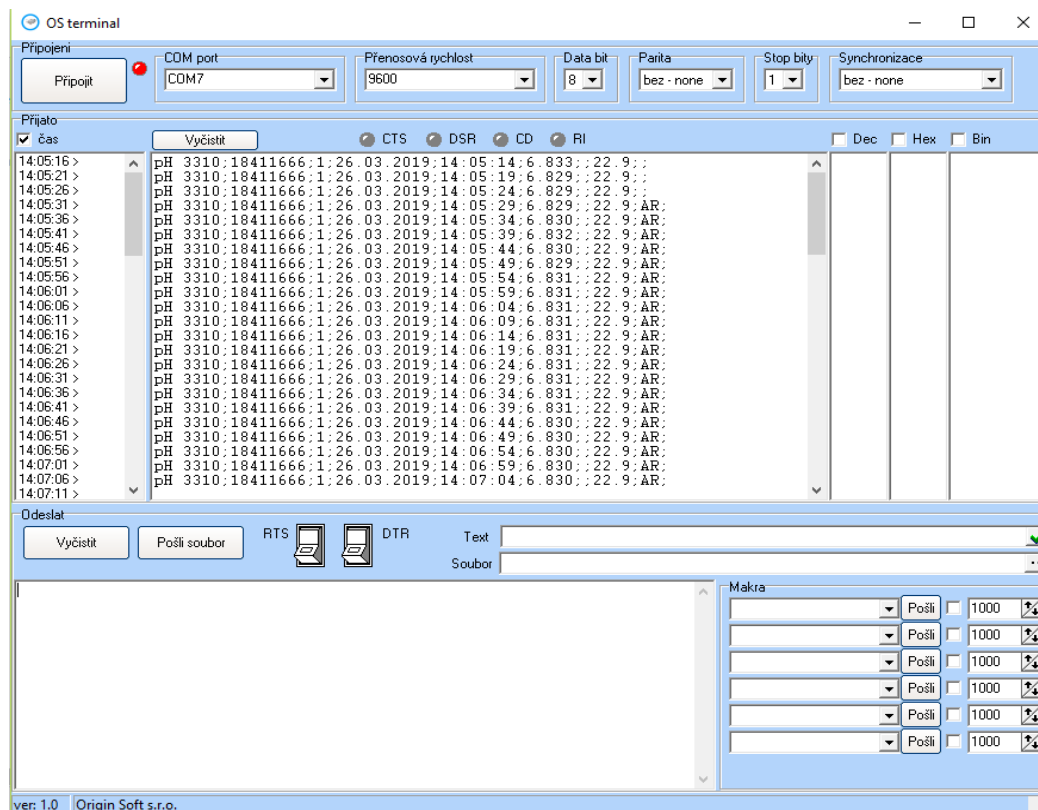 OS terminal
Připojení
Připojit
COM port
COM7
Přenosová rychlost
9600
Data bit
8
Parita
bez - none
Stop bity
1
Synchronizace
bez - none
Přijato
čas
Vyčistit
CTS
DSR
CD
RI
Dec
Hex
Bin
14:05:16 > pH 3310;18411666;1;26.03.2019;14:05:14;6.833;;22.9;;
14:05:21 > pH 3310;18411666;1;26.03.2019;14:05:19;6.829;;22.9;;
14:05:26 > pH 3310;18411666;1;26.03.2019;14:05:24;6.829;;22.9;;
14:05:31 > pH 3310;18411666;1;26.03.2019;14:05:29;6.829;;22.9;AR;
14:05:36 > pH 3310;18411666;1;26.03.2019;14:05:34;6.830;;22.9;AR;
14:05:41 > pH 3310;18411666;1;26.03.2019;14:05:39;6.832;;22.9;AR;
14:05:46 > pH 3310;18411666;1;26.03.2019;14:05:44;6.830;;22.9;AR;
14:05:51 > pH 3310;18411666;1;26.03.2019;14:05:49;6.829;;22.9;AR;
14:05:56 > pH 3310;18411666;1;26.03.2019;14:05:54;6.831;;22.9;AR;
14:06:01 > pH 3310;18411666;1;26.03.2019;14:05:59;6.831;;22.9;AR;
14:06:06 > pH 3310;18411666;1;26.03.2019;14:06:04;6.831;;22.9;AR;
14:06:11 > pH 3310;18411666;1;26.03.2019;14:06:09;6.831;;22.9;AR;
14:06:16 > pH 3310;18411666;1;26.03.2019;14:06:14;6.831;;22.9;AR;
14:06:21 > pH 3310;18411666;1;26.03.2019;14:06:19;6.831;;22.9;AR;
14:06:26 > pH 3310;18411666;1;26.03.2019;14:06:24;6.831;;22.9;AR;
14:06:31 > pH 3310;18411666;1;26.03.2019;14:06:29;6.831;;22.9;AR;
14:06:36 > pH 3310;18411666;1;26.03.2019;14:06:34;6.831;;22.9;AR;
14:06:41 > pH 3310;18411666;1;26.03.2019;14:06:39;6.831;;22.9;AR;
14:06:46 > pH 3310;18411666;1;26.03.2019;14:06:44;6.830;;22.9;AR;
14:06:51 > pH 3310;18411666;1;26.03.2019;14:06:49;6.830;;22.9;AR;
14:06:56 > pH 3310;18411666;1;26.03.2019;14:06:54;6.830;;22.9;AR;
14:07:01 > pH 3310;18411666;1;26.03.2019;14:06:59;6.830;;22.9;AR;
14:07:06 > pH 3310;18411666;1;26.03.2019;14:07:04;6.830;;22.9;AR;
14:07:11 >
Odeslat
Vyčistit
Pošli soubor
RTS
DTR
Text
Soubor
Makra
Pošli 1000
Pošli 1000
Pošli 1000
Pošli 1000
Pošli 1000
Pošli 1000
ver: 1.0 Origin Soft s.r.o.